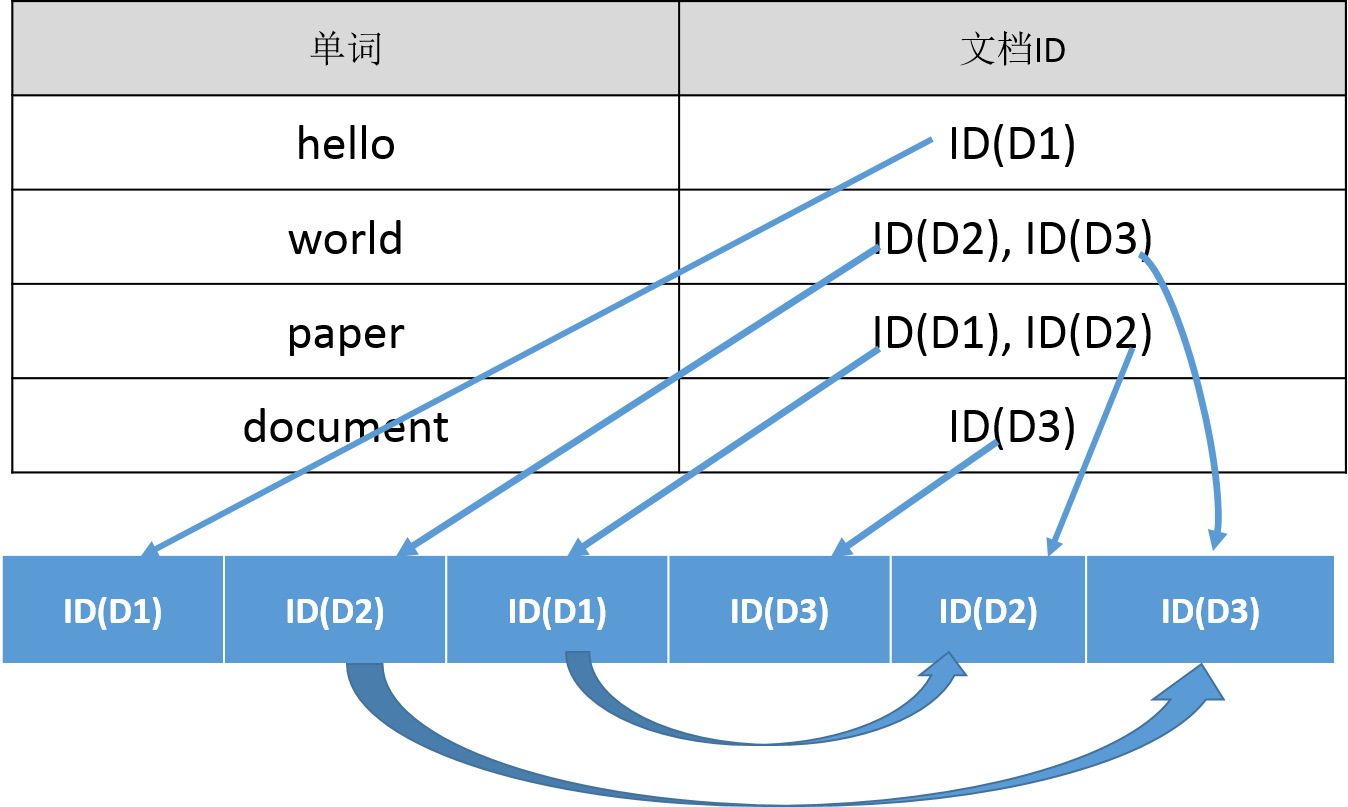 单词 文档ID
hello ID(D1)
world ID(D2), ID(D3)
paper ID(D1), ID(D2)
document ID(D3)
ID(D1) ID(D2) ID(D1) ID(D3) ID(D2) ID(D3)